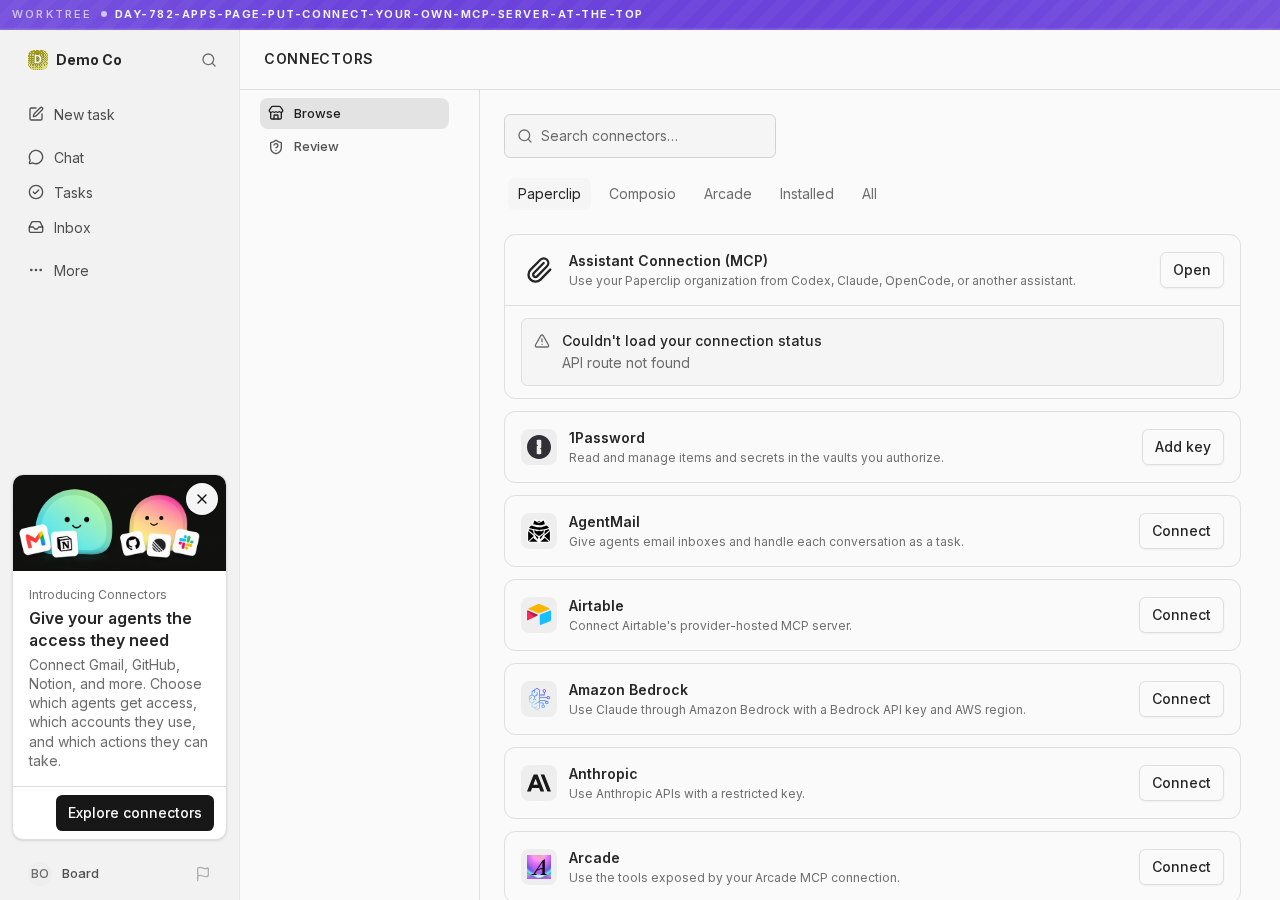 WORKTREE DAY-782-APPS-PAGE-PUT-CONNECT-YOUR-OWN-MCP-SERVER-AT-THE-TOP
D Demo Co
CONNECTORS
New task
Chat
Tasks
Inbox
More
Browse
Review
Search connectors...
Paperclip Composio Arcade Installed All
Assistant Connection (MCP)
Use your Paperclip organization from Codex, Claude, OpenCode, or another assistant.
Open
Couldn't load your connection status
API route not found
1Password
Read and manage items and secrets in the vaults you authorize.
Add key
AgentMail
Give agents email inboxes and handle each conversation as a task.
Connect
Airtable
Connect Airtable's provider-hosted MCP server.
Connect
Amazon Bedrock
Use Claude through Amazon Bedrock with a Bedrock API key and AWS region.
Connect
Anthropic
Use Anthropic APIs with a restricted key.
Connect
Arcade
Use the tools exposed by your Arcade MCP connection.
Connect
Introducing Connectors
Give your agents the
access they need
Connect Gmail, GitHub,
Notion, and more. Choose
which agents get access,
which accounts they use,
and which actions they can
take.
Explore connectors
BO Board